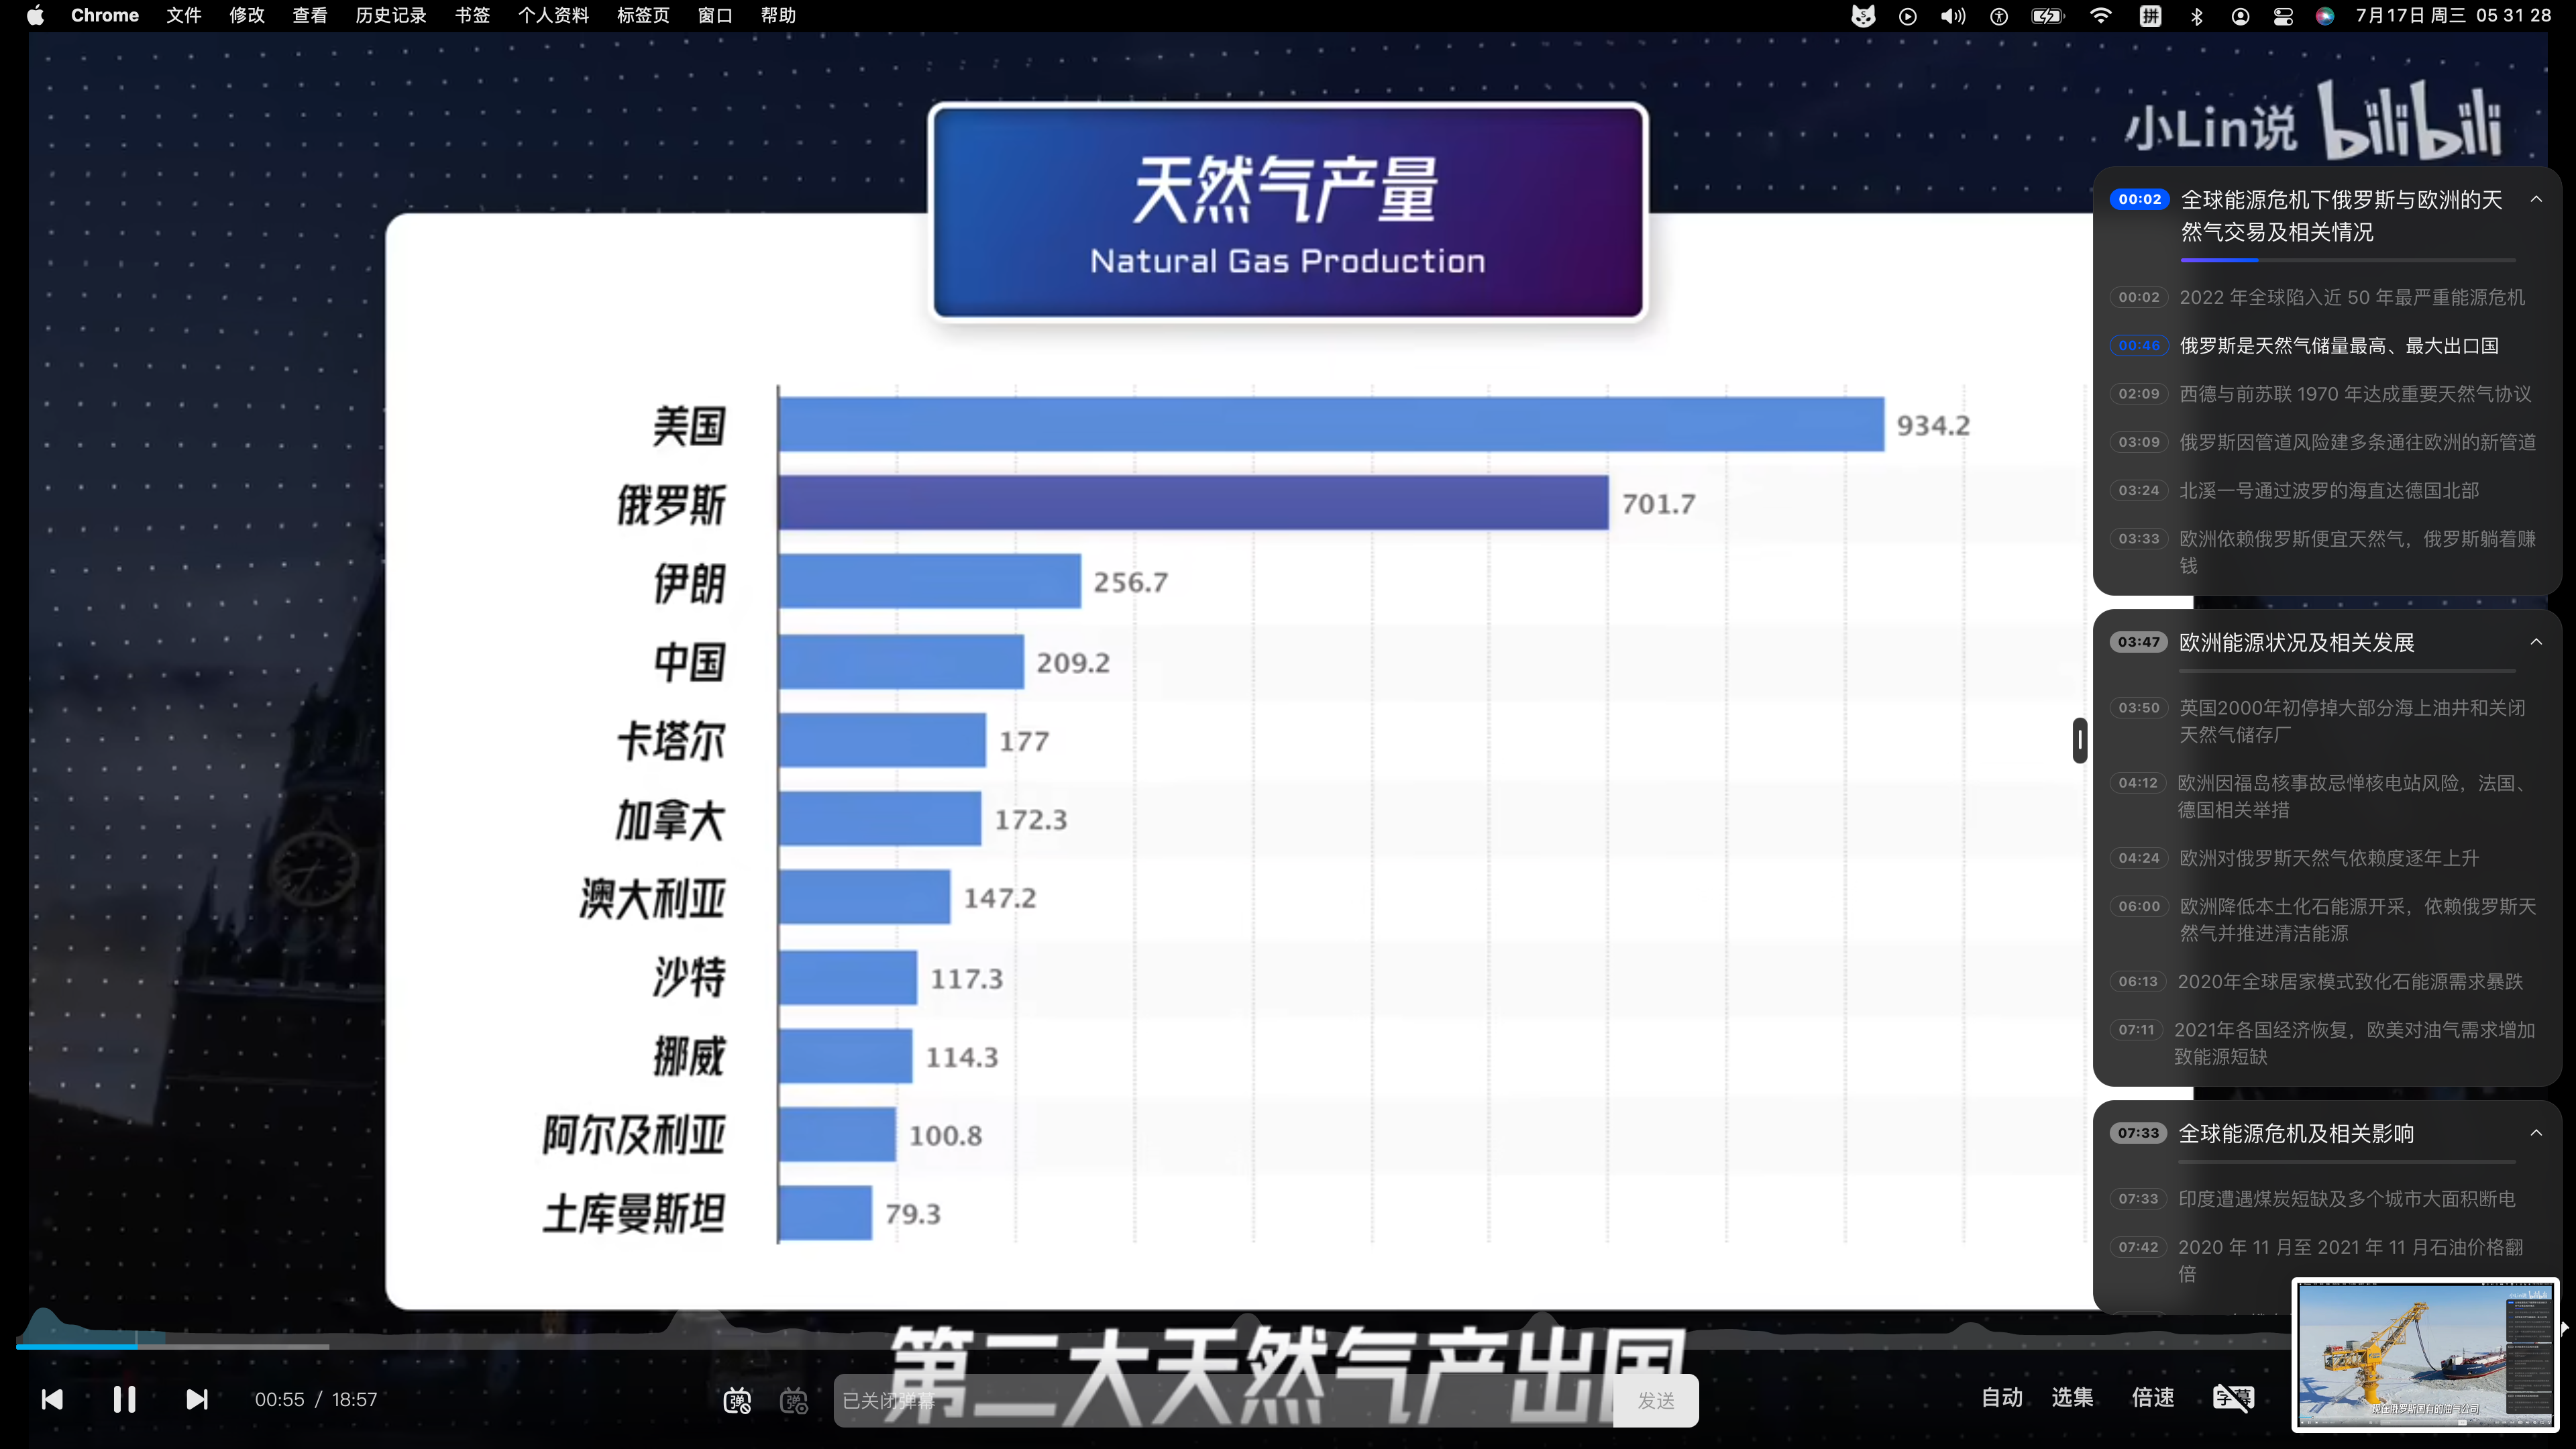 Chrome 文件 修改 查看 历史记录 书签 个人资料 标签页 窗口 帮助 拼 7月17日 周三 05 31 28
小Lin说 bilibili
天然气产量
Natural Gas Production
美国 934.2
俄罗斯 701.7
伊朗 256.7
中国 209.2
卡塔尔 177
加拿大 172.3
澳大利亚 147.2
沙特 117.3
挪威 114.3
阿尔及利亚 100.8
土库曼斯坦 79.3
00:02 全球能源危机下俄罗斯与欧洲的天
然气交易及相关情况
00:02 2022 年全球陷入近 50 年最严重能源危机
00:46 俄罗斯是天然气储量最高、最大出口国
02:09 西德与前苏联 1970 年达成重要天然气协议
03:09 俄罗斯因管道风险建多条通往欧洲的新管道
03:24 北溪一号通过波罗的海直达德国北部
03:33 欧洲依赖俄罗斯便宜天然气，俄罗斯躺着赚
钱
03:47 欧洲能源状况及相关发展
03:50 英国2000年初停掉大部分海上油井和关闭
天然气储存厂
04:12 欧洲因福岛核事故忌惮核电站风险，法国、
德国相关举措
04:24 欧洲对俄罗斯天然气依赖度逐年上升
06:00 欧洲降低本土化石能源开采，依赖俄罗斯天
然气并推进清洁能源
06:13 2020年全球居家模式致化石能源需求暴跌
07:11 2021年各国经济恢复，欧美对油气需求增加
致能源短缺
07:33 全球能源危机及相关影响
07:33 印度遭遇煤炭短缺及多个城市大面积断电
07:42 2020 年 11 月至 2021 年 11 月石油价格翻
倍
第二大天然气产出国
00:55 / 18:57 弹 弹 已关闭弹幕 发送 自动 选集 倍速 字幕
现在俄罗斯国有的油气公司